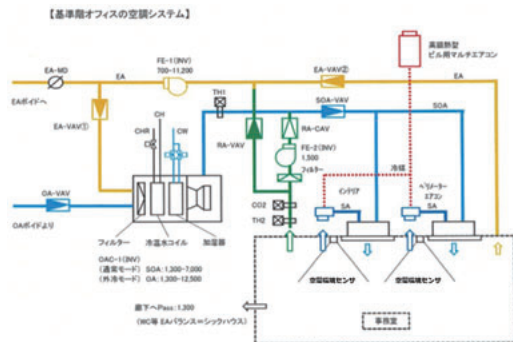 【基準階オフィスの空調システム】
EA-MD
EA
FE-1(INV)
700-11,200
EA-VAV②
EA
高顕熱型
ビル用マルチエアコン
EAボイドへ
TH1
SOA-VAV
SOA
EA-VAV①
CH
CHR
CW
RA-VAV
RA-CAV
FE-2(INV)
1,500
フィルター
冷媒
OA-VAV
インテリア
ペリメーター
エアコン
CO2
SA
SA
OAボイドより
TH2
フィルター
冷温水コイル
加湿器
OAC-1(INV)
(通常モード) SOA:1,300-7,000
(外冷モード) OA:1,300-12,500
空間環境センサ
空間環境センサ
廊下へPass:1,300
(WC等 EAバランス=シックハウス)
事務室